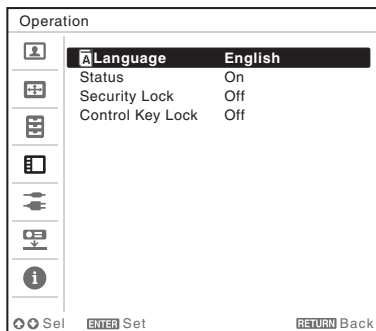 Operation
A Language English
Status On
Security Lock Off
Control Key Lock Off
Sel ENTER Set RETURN Back